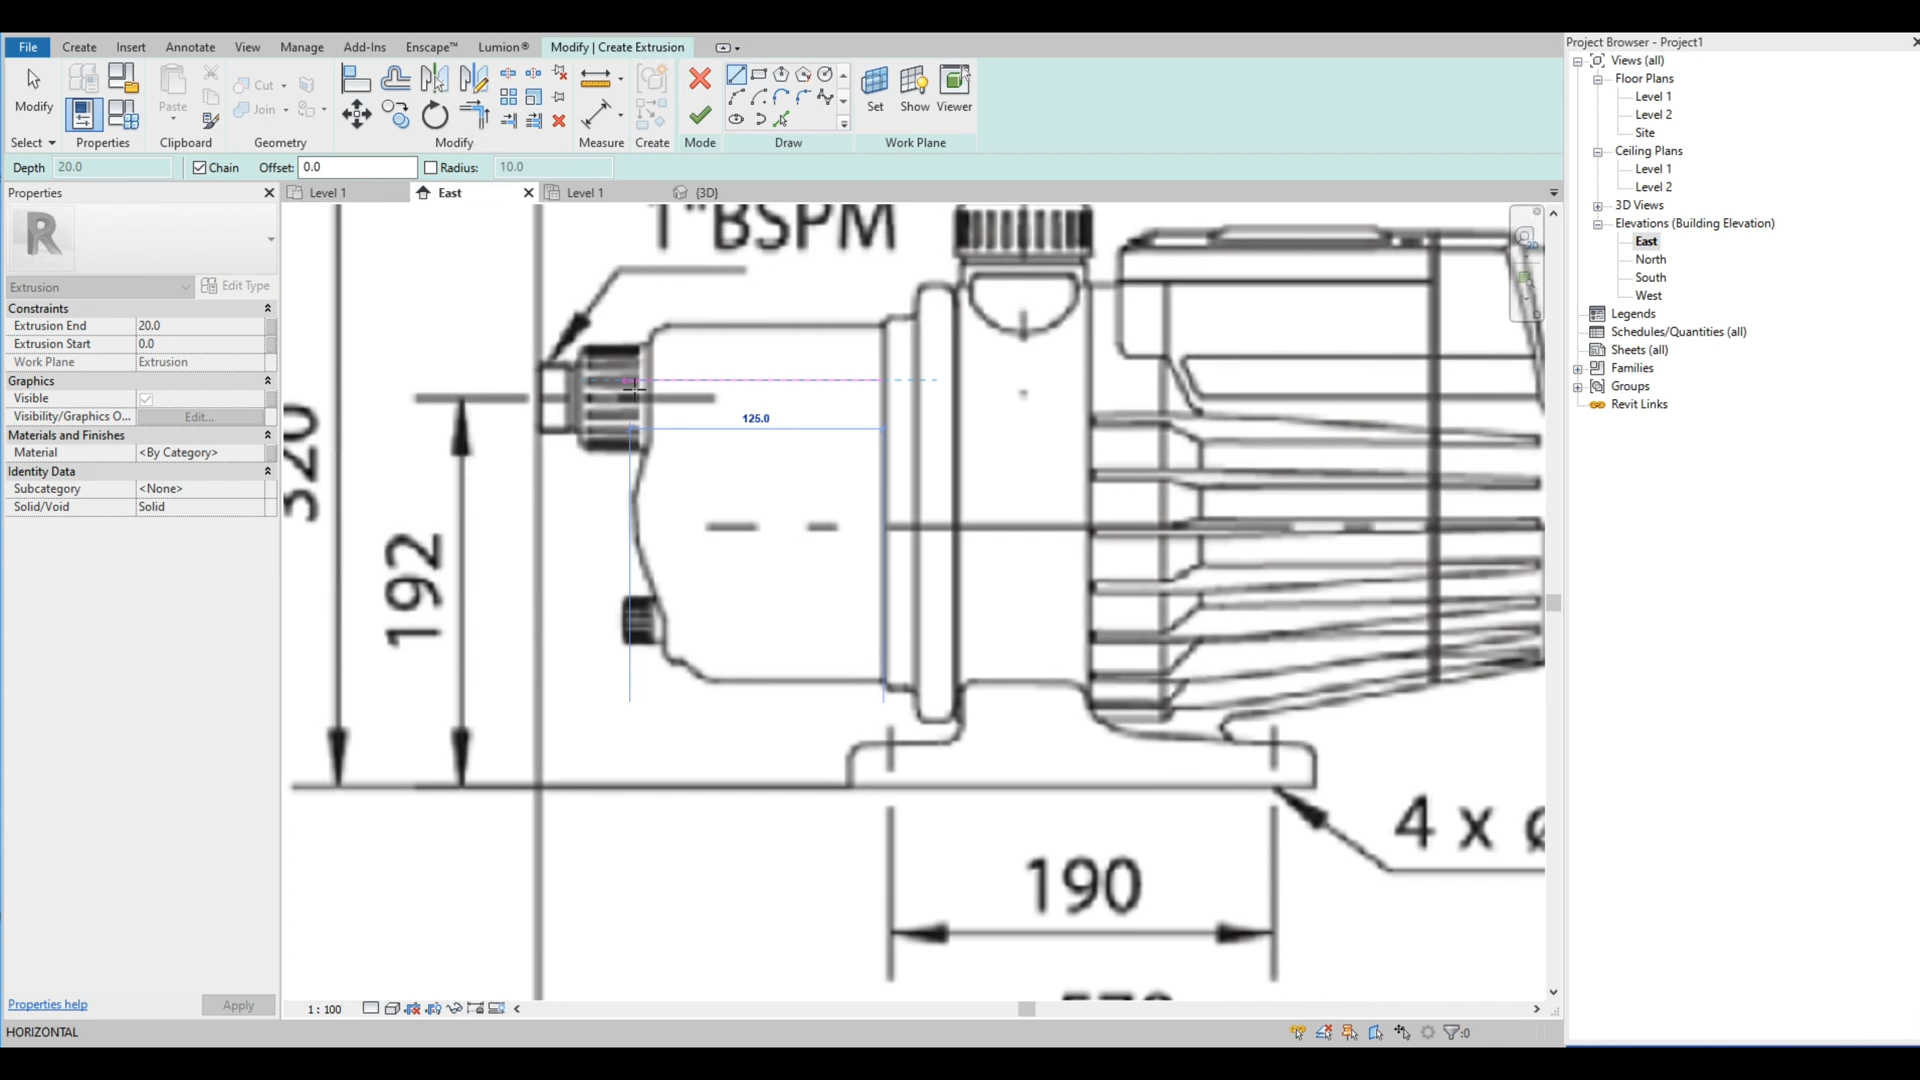 File Create Insert Annotate View Manage Add-Ins Enscape™ Lumion® Modify | Create Extrusion
Modify
Cut
Join
Paste
Set Show Viewer
Select Properties Clipboard Geometry Modify Measure Create Mode Draw Work Plane
Depth 20.0 Chain Offset: 0.0 Radius: 10.0
Properties
Level 1 East Level 1 {3D}
R
Extrusion Edit Type
Constraints
Extrusion End 20.0
Extrusion Start 0.0
Work Plane Extrusion
Graphics
Visible
Visibility/Graphics O... Edit...
Materials and Finishes
Material <By Category>
Identity Data
Subcategory <None>
Solid/Void Solid
Properties help Apply
1"BSPM
125.0
320
192
190
4 x ø
570
1 : 100
HORIZONTAL
:0
Project Browser - Project1
Views (all)
Floor Plans
Level 1
Level 2
Site
Ceiling Plans
Level 1
Level 2
3D Views
Elevations (Building Elevation)
East
North
South
West
Legends
Schedules/Quantities (all)
Sheets (all)
Families
Groups
Revit Links